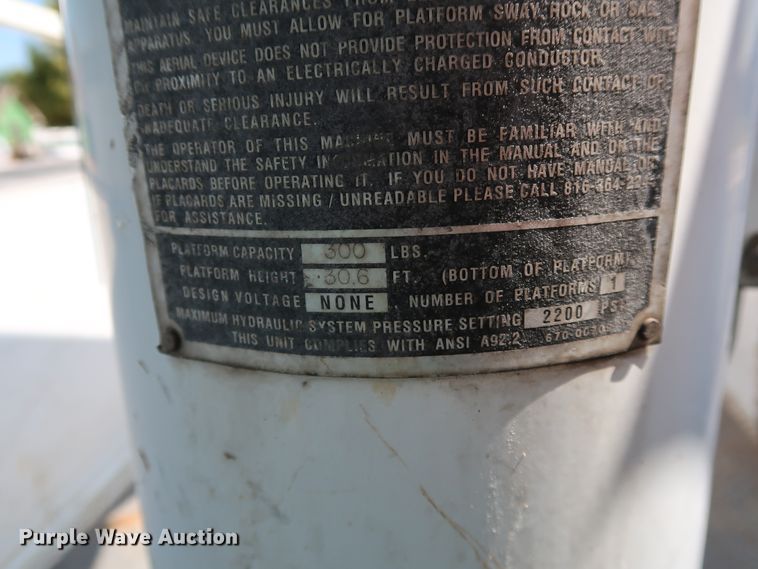 MAINTAIN SAFE CLEARANCES FROM
APPARATUS. YOU MUST ALLOW FOR PLATFORM SWAY, ROCK OR SAG.
THIS AERIAL DEVICE DOES NOT PROVIDE PROTECTION FROM CONTACT WITH
OR PROXIMITY TO AN ELECTRICALLY CHARGED CONDUCTOR.
DEATH OR SERIOUS INJURY WILL RESULT FROM SUCH CONTACT OR
INADEQUATE CLEARANCE.
THE OPERATOR OF THIS MACHINE MUST BE FAMILIAR WITH AND
UNDERSTAND THE SAFETY INFORMATION IN THE MANUAL AND ON THE
PLACARDS BEFORE OPERATING IT. IF YOU DO NOT HAVE MANUAL OR
IF PLACARDS ARE MISSING / UNREADABLE PLEASE CALL
FOR ASSISTANCE.
PLATFORM CAPACITY 300 LBS.
PLATFORM HEIGHT 30.6 FT. (BOTTOM OF PLATFORM)
DESIGN VOLTAGE NONE . NUMBER OF PLATFORMS 1
MAXIMUM HYDRAULIC SYSTEM PRESSURE SETTING 2200 PSI
THIS UNIT COMPLIES WITH ANSI A92.2
Purple Wave Auction